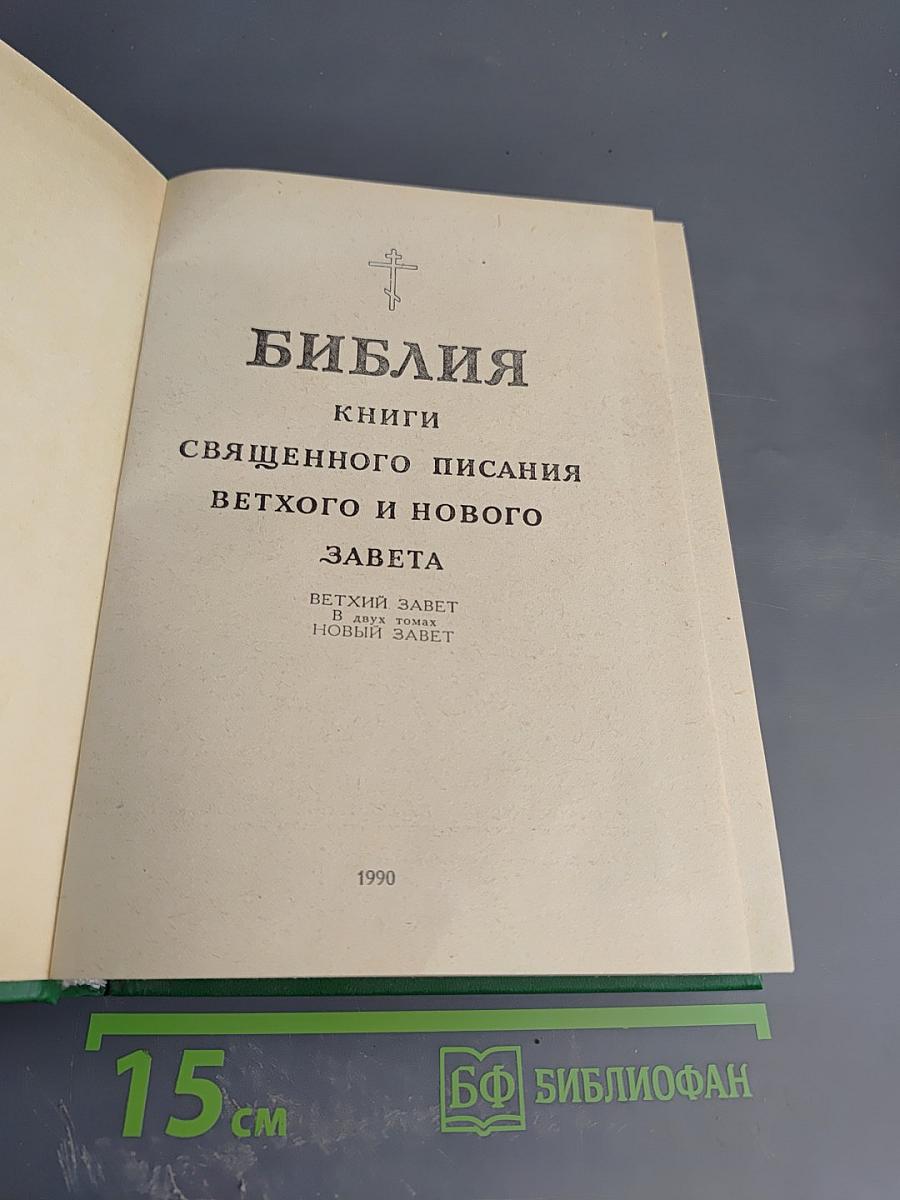 БИБЛИЯ
КНИГИ
СВЯЩЕННОГО ПИСАНИЯ
ВЕТХОГО И НОВОГО
ЗАВЕТА
ВЕТХИЙ ЗАВЕТ
В двух томах
НОВЫЙ ЗАВЕТ
1990
15 см
БФ БИБЛИОФАН